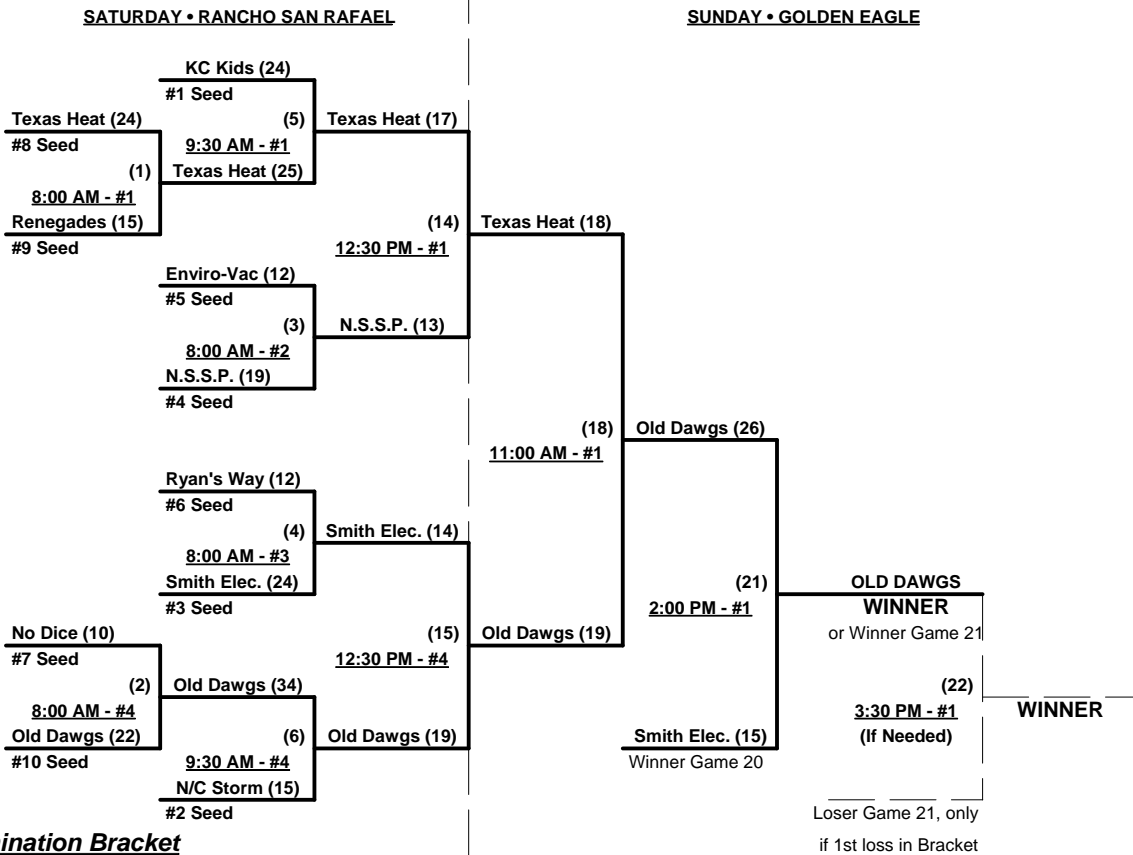 SATURDAY • RANCHO SAN RAFAEL
SUNDAY • GOLDEN EAGLE
KC Kids (24)
#1 Seed
Texas Heat (24)
(5)
Texas Heat (17)
#8 Seed
9:30 AM - #1
(1)
Texas Heat (25)
8:00 AM - #1
Renegades (15)
(14)
Texas Heat (18)
#9 Seed
12:30 PM - #1
Enviro-Vac (12)
#5 Seed
(3)
N.S.S.P. (13)
8:00 AM - #2
N.S.S.P. (19)
#4 Seed
(18)
Old Dawgs (26)
11:00 AM - #1
Ryan's Way (12)
#6 Seed
(4)
Smith Elec. (14)
8:00 AM - #3
Smith Elec. (24)
(21)
OLD DAWGS
#3 Seed
2:00 PM - #1
WINNER
No Dice (10)
(15)
Old Dawgs (19)
or Winner Game 21
#7 Seed
12:30 PM - #4
(2)
Old Dawgs (34)
(22)
8:00 AM - #4
3:30 PM - #1
WINNER
Old Dawgs (22)
(6)
Old Dawgs (19)
Smith Elec. (15)
(If Needed)
#10 Seed
9:30 AM - #4
Winner Game 20
N/C Storm (15)
#2 Seed
Loser Game 21, only
ination Bracket
if 1st loss in Bracket